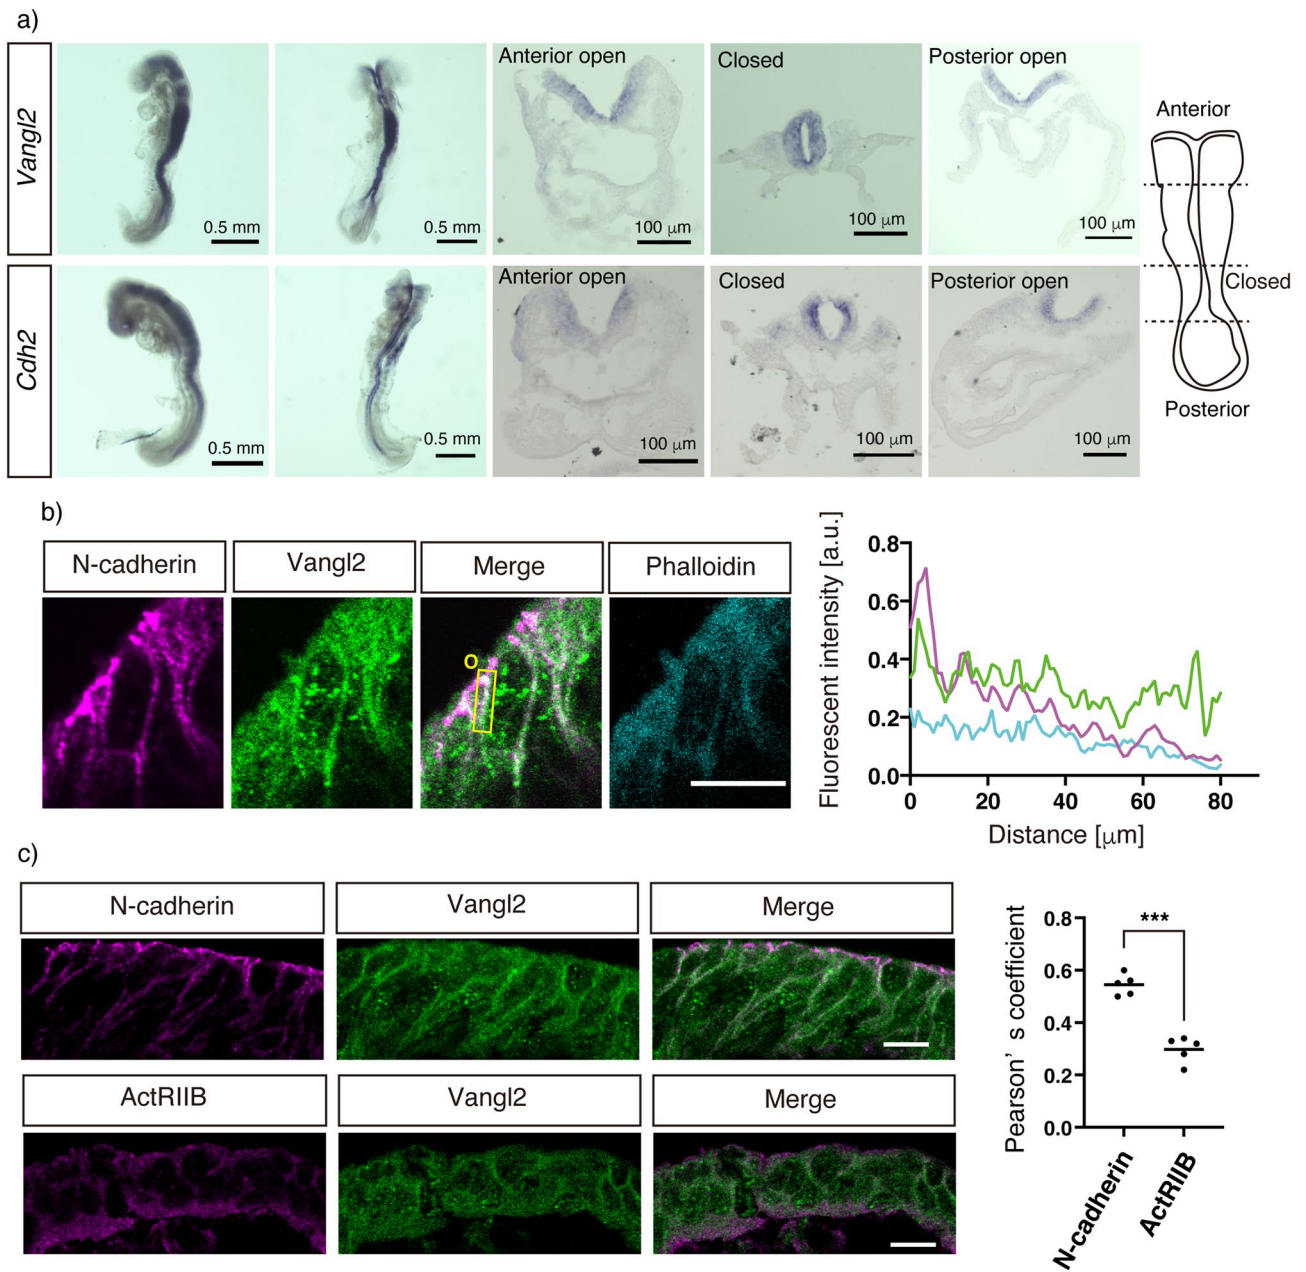 a)
Vangl2
0.5 mm
0.5 mm
Anterior open
100 μm
Closed
100 μm
Posterior open
100 μm
Anterior
Closed
Posterior
Cdh2
0.5 mm
0.5 mm
Anterior open
100 μm
Closed
100 μm
Posterior open
100 μm
b)
N-cadherin
Vangl2
Merge
Phalloidin
O
Fluorescent intensity [a.u.]
0.8
0.6
0.4
0.2
0.0
0 20 40 60 80
Distance [μm]
c)
N-cadherin
Vangl2
Merge
ActRIIB
Vangl2
Merge
Pearson's coefficient
0.8
0.6
0.4
0.2
0.0
***
N-cadherin
ActRIIB